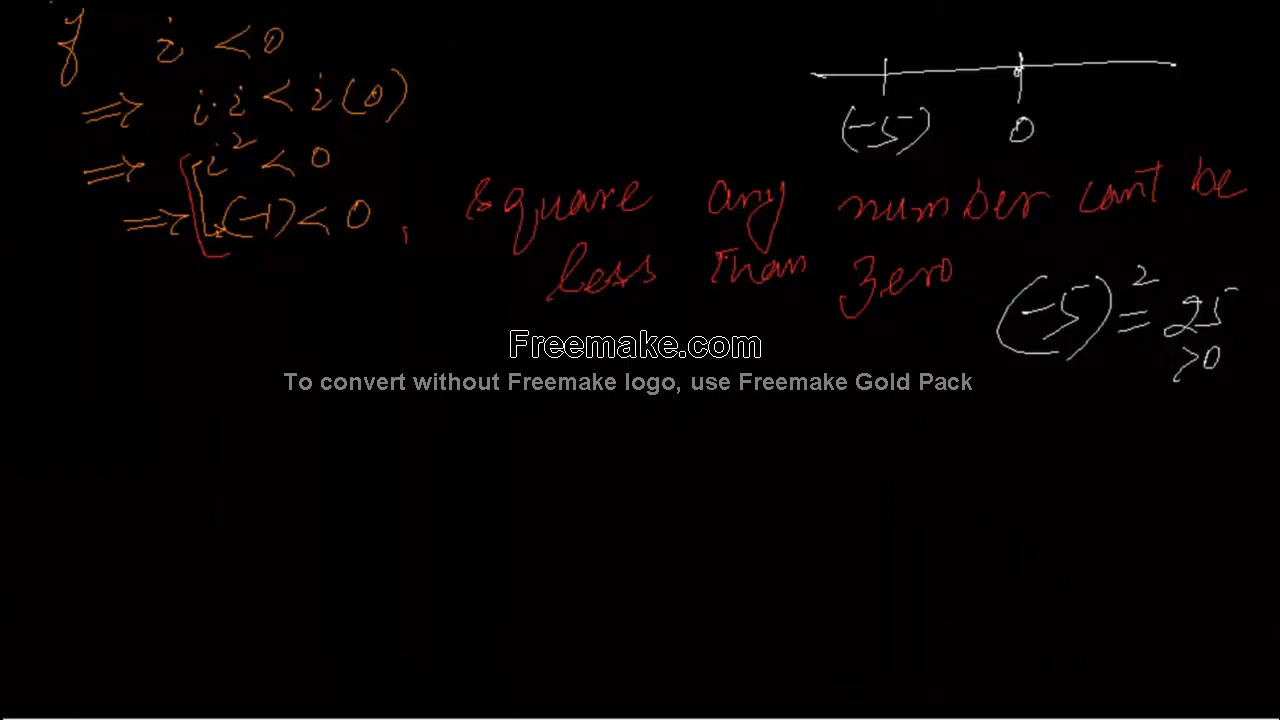 if i < 0
⇒ i·i < i(0)
⇒ i² < 0
⇒ (-1) < 0,
(-5) 0
square any number can't be
less than zero
(-5)² = 25
>0
Freemake.com
To convert without Freemake logo, use Freemake Gold Pack